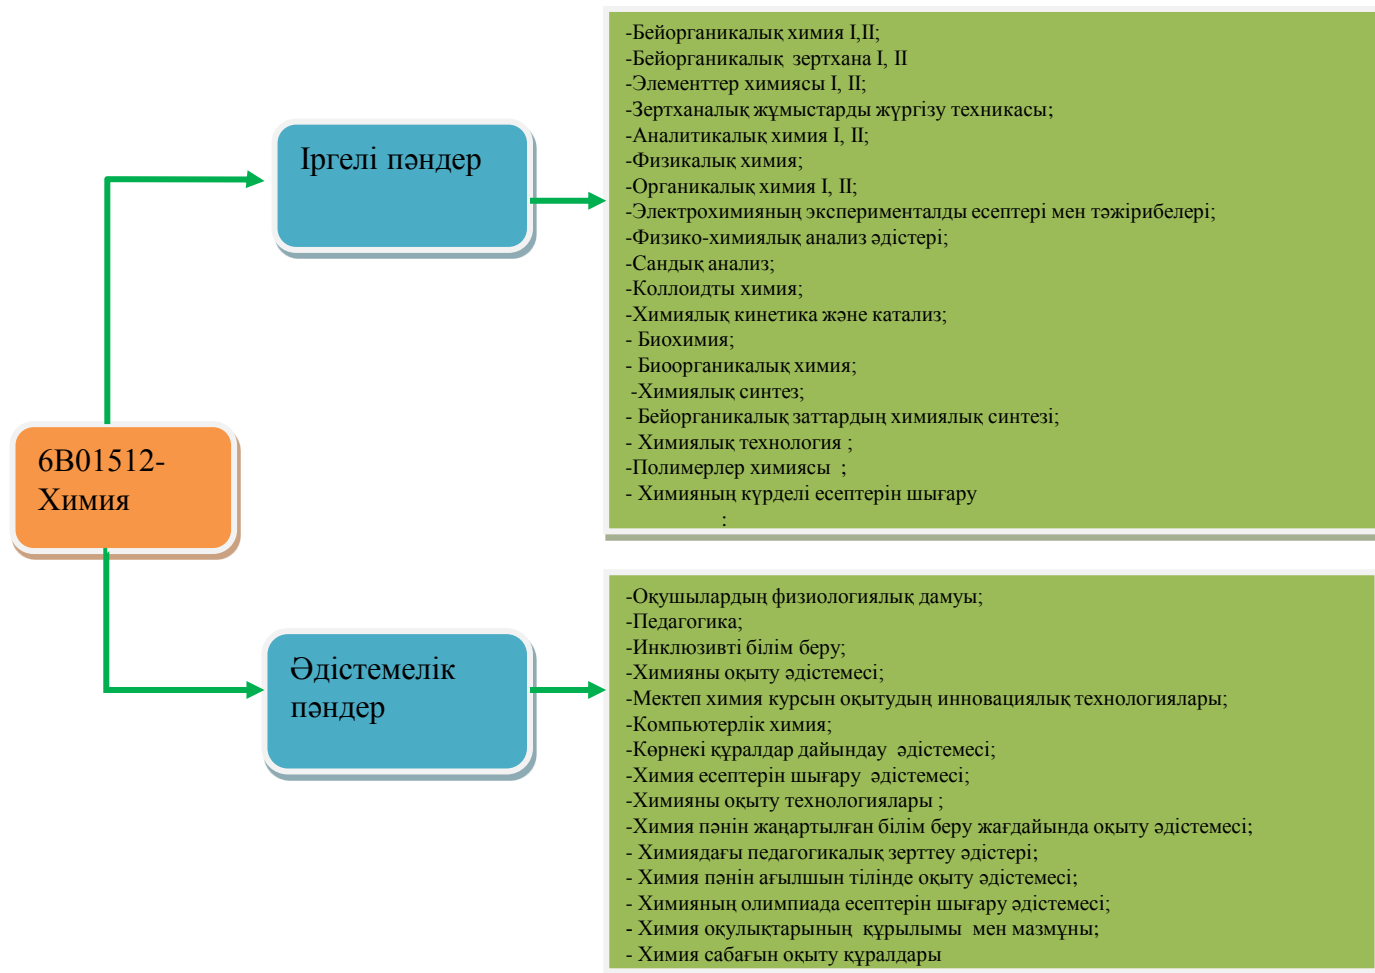 6В01512-
Химия
Іргелі пәндер
-Бейорганикалық химия І,ІІ;
-Бейорганикалық зертхана І, ІІ
-Элементтер химиясы І, ІІ;
-Зертханалық жұмыстарды жүргізу техникасы;
-Аналитикалық химия І, ІІ;
-Физикалық химия;
-Органикалық химия І, ІІ;
-Электрохимияның эксперименталды есептері мен тәжірибелері;
-Физико-химиялық анализ әдістері;
-Сандық анализ;
-Коллоидты химия;
-Химиялық кинетика және катализ;
- Биохимия;
- Биоорганикалық химия;
-Химиялық синтез;
- Бейорганикалық заттардың химиялық синтезі;
- Химиялық технология ;
-Полимерлер химиясы ;
- Химияның күрделі есептерін шығару
:
Әдістемелік
пәндер
-Оқушылардың физиологиялық дамуы;
-Педагогика;
-Инклюзивті білім беру;
-Химияны оқыту әдістемесі;
-Мектеп химия курсын оқытудың инновациялық технологиялары;
-Компьютерлік химия;
-Көрнекі құралдар дайындау әдістемесі;
-Химия есептерін шығару әдістемесі;
-Химияны оқыту технологиялары ;
-Химия пәнін жаңартылған білім беру жағдайында оқыту әдістемесі;
- Химиядағы педагогикалық зерттеу әдістері;
- Химия пәнін ағылшын тілінде оқыту әдістемесі;
- Химияның олимпиада есептерін шығару әдістемесі;
- Химия оқулықтарының құрылымы мен мазмұны;
- Химия сабағын оқыту құралдары